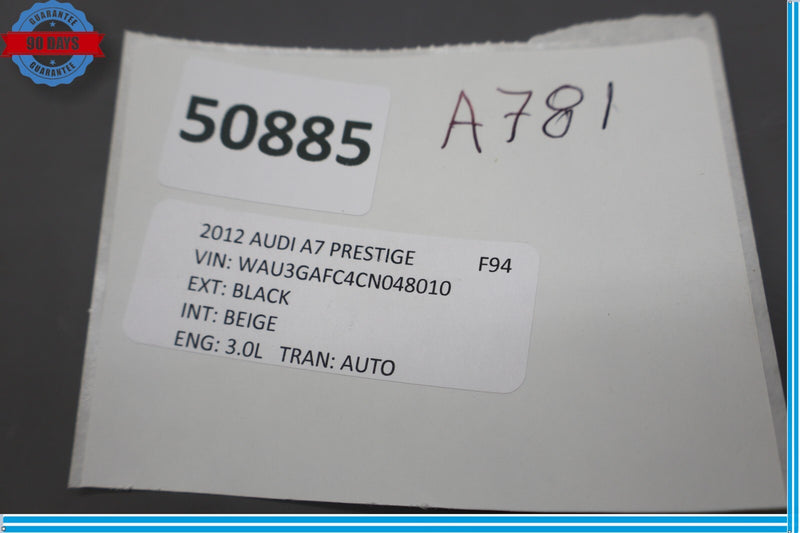 GUARANTEE
90 DAYS
GUARANTEE
50885
A781
2012 AUDI A7 PRESTIGE F94
VIN: WAU3GAFC4CN048010
EXT: BLACK
INT: BEIGE
ENG: 3.0L TRAN: AUTO